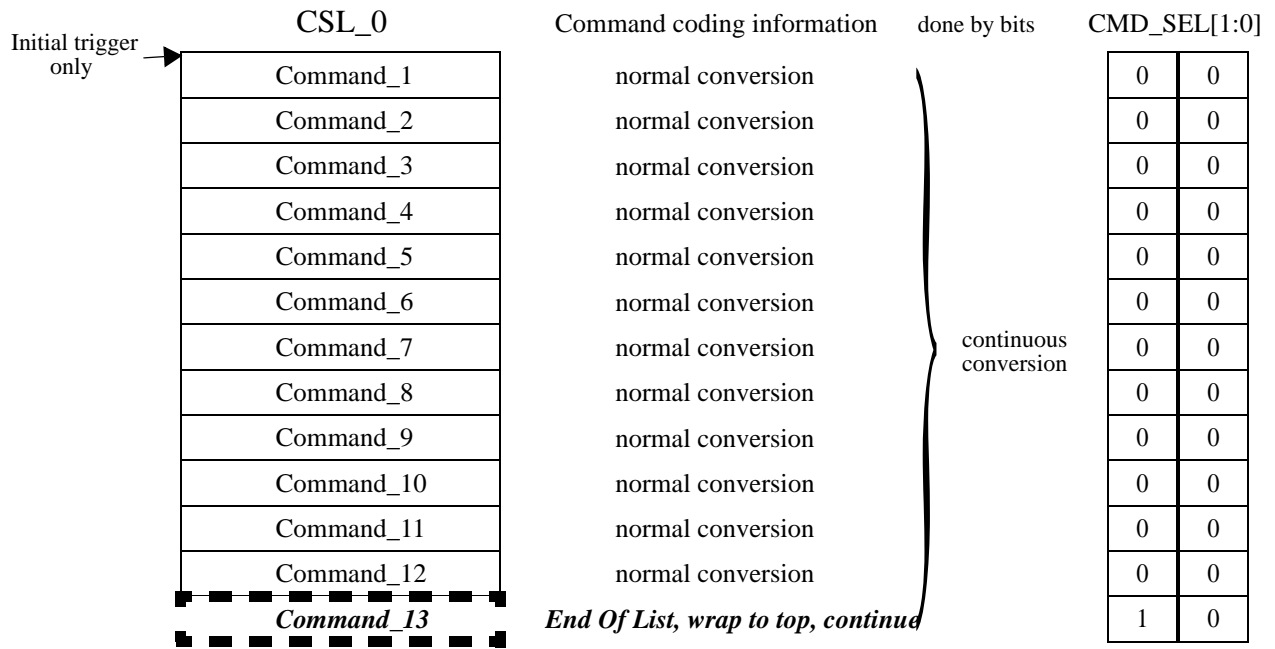 CSL_0 Command coding information done by bits CMD_SEL[1:0]
Initial trigger
only
Command_1 normal conversion 0 0
Command_2 normal conversion 0 0
Command_3 normal conversion 0 0
Command_4 normal conversion 0 0
Command_5 normal conversion 0 0
Command_6 normal conversion 0 0
Command_7 normal conversion 0 0
continuous
conversion
Command_8 normal conversion 0 0
Command_9 normal conversion 0 0
Command_10 normal conversion 0 0
Command_11 normal conversion 0 0
Command_12 normal conversion 0 0
Command_13 End Of List, wrap to top, continue 1 0